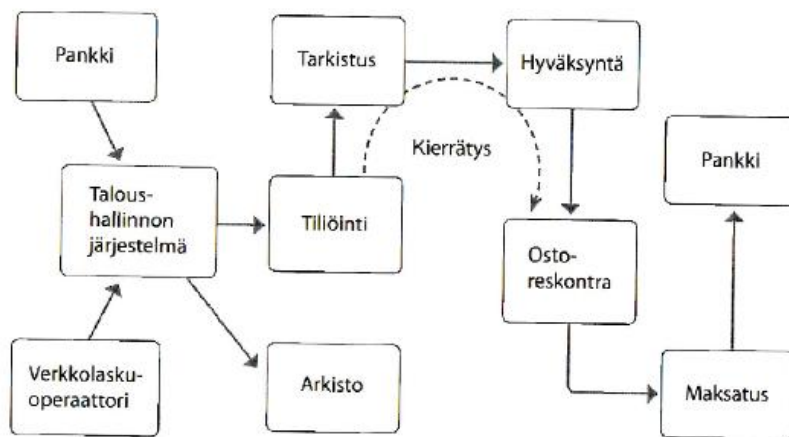 Pankki
Tarkistus
Hyväksyntä
Kierrätys
Pankki
Talous-
hallinnon
järjestelmä
Tiliöinti
Osto-
reskontra
Verkkolasku-
operaattori
Arkisto
Maksatus